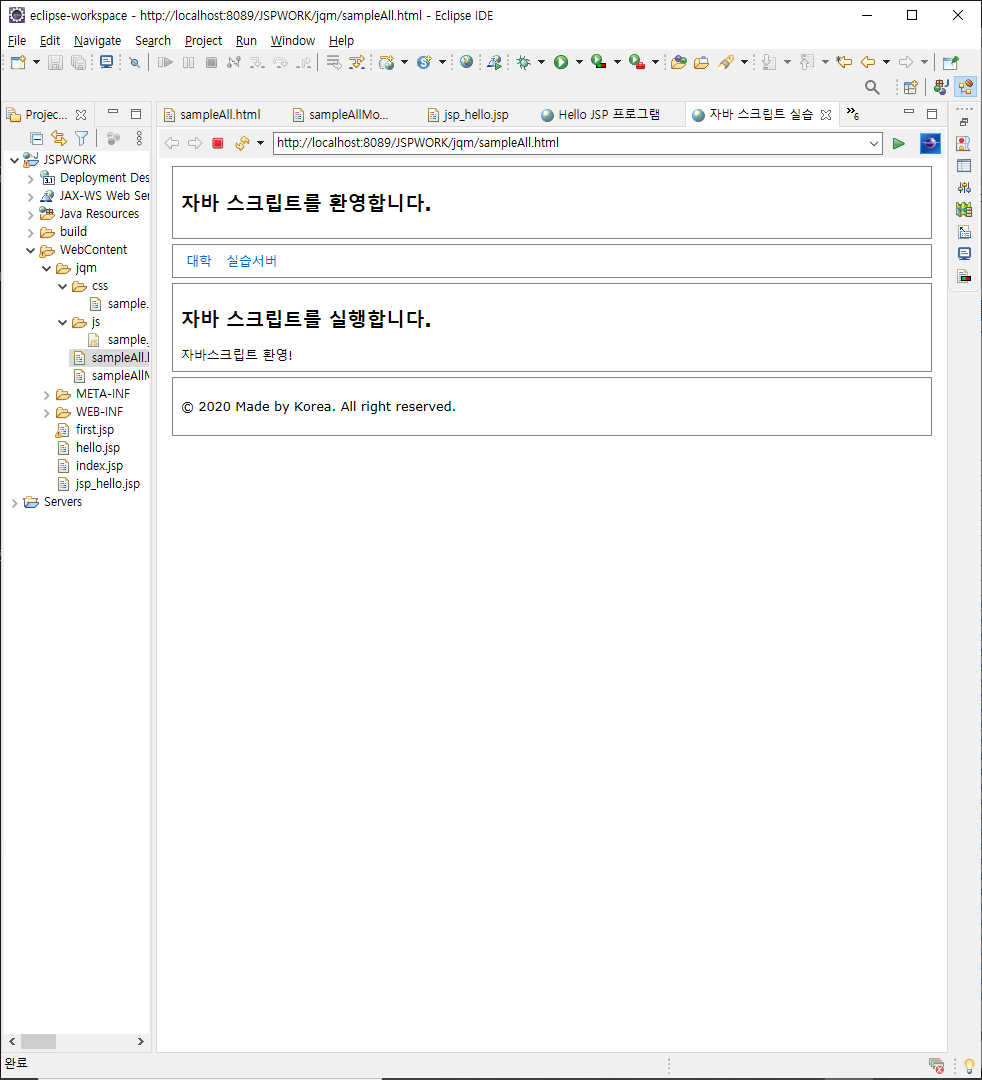 eclipse-workspace - http://localhost:8089/JSPWORK/jqm/sampleAll.html - Eclipse IDE
File Edit Navigate Search Project Run Window Help
Projec...
sampleAll.html sampleAllMo... jsp_hello.jsp Hello JSP 프로그램 자바 스크립트 실습 »6
http://localhost:8089/JSPWORK/jqm/sampleAll.html
JSPWORK
Deployment Des
JAX-WS Web Ser
Java Resources
build
WebContent
jqm
css
sample.
js
sample.
sampleAll.l
sampleAllM
META-INF
WEB-INF
first.jsp
hello.jsp
index.jsp
jsp_hello.jsp
Servers
자바 스크립트를 환영합니다.
대학 실습서버
자바 스크립트를 실행합니다.
자바스크립트 환영!
© 2020 Made by Korea. All right reserved.
완료